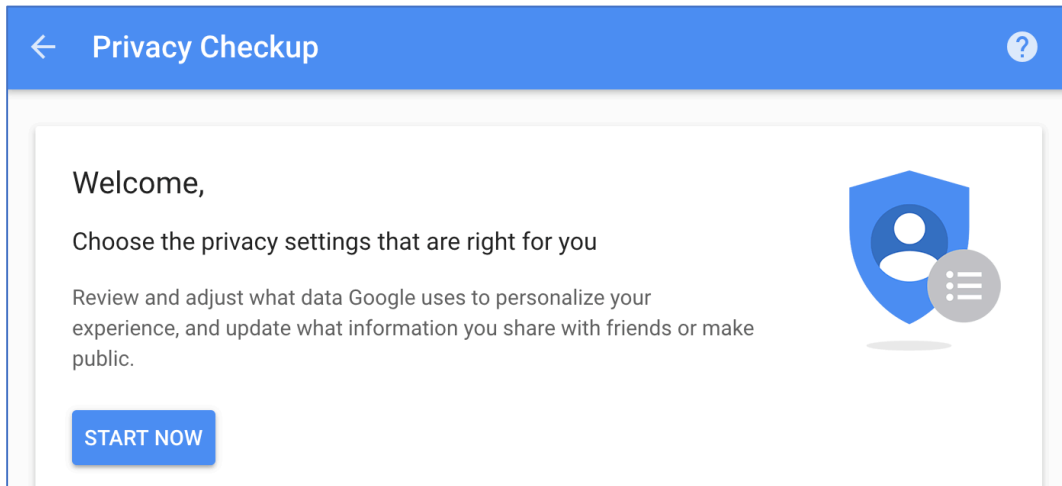 Privacy Checkup
?
Welcome,
Choose the privacy settings that are right for you
Review and adjust what data Google uses to personalize your
experience, and update what information you share with friends or make
public.
START NOW